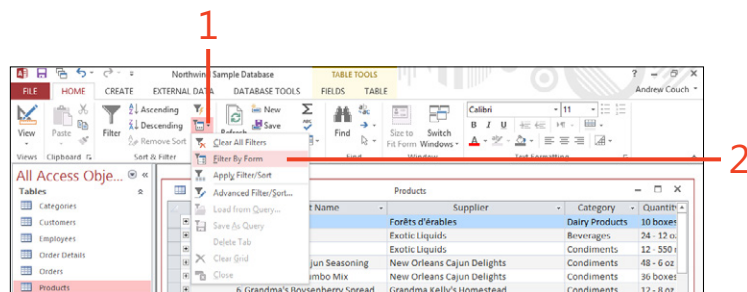 1
Northwind Sample Database TABLE TOOLS
FILE HOME CREATE EXTERNAL DATA DATABASE TOOLS FIELDS TABLE Andrew Couch
View Paste Filter
Ascending
Descending
Remove Sort
Refresh
New
Save
Find
Size to Fit Form
Switch Windows
Calibri 11
B I U
Views Clipboard Sort & Filter Find Window Text Formatting
Clear All Filters
Filter By Form
Apply Filter/Sort
Advanced Filter/Sort...
Load from Query...
Save As Query
Delete Tab
Clear Grid
Close
2
All Access Obje...
Tables
Categories
Customers
Employees
Order Details
Orders
Products
Products
t Name Supplier Category Quantit
Forêts d'érables Dairy Products 10 boxes
Exotic Liquids Beverages 24 - 12 o
Exotic Liquids Condiments 12 - 550
jun Seasoning New Orleans Cajun Delights Condiments 48 - 6 oz
mbo Mix New Orleans Cajun Delights Condiments 36 boxes
6 Grandma's Boysenberry Spread Grandma Kelly's Homestead Condiments 12 - 8 oz